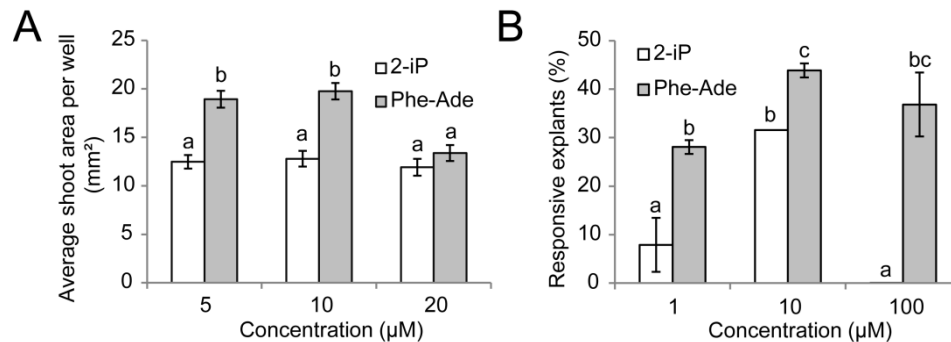 A
Average shoot area per well
(mm²)
25
20
15
10
5
0
2-iP
Phe-Ade
a
b
a
b
a
a
5
10
20
Concentration (µM)
B
Responsive explants (%)
50
40
30
20
10
0
2-iP
Phe-Ade
a
b
b
c
a
bc
1
10
100
Concentration (µM)